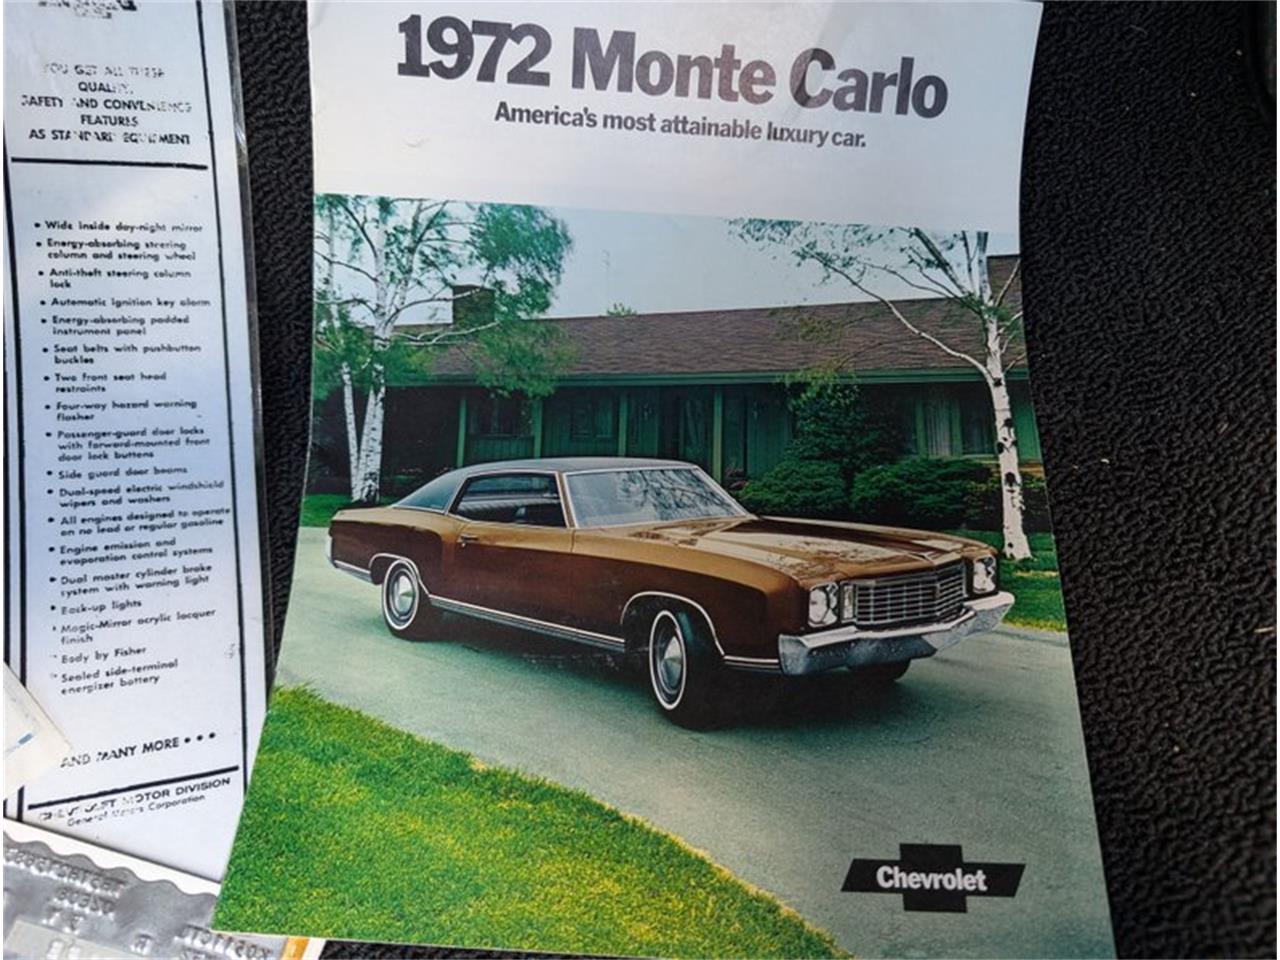 YOU GET ALL THESE
QUALITY,
SAFETY AND CONVENIENCE
FEATURES
AS STANDARD EQUIPMENT
• Wide inside day-night mirror
• Energy-absorbing steering
column and steering wheel
• Anti-theft steering column
lock
• Automatic ignition key alarm
• Energy-absorbing padded
instrument panel
• Seat belts with pushbutton
buckles
• Two front seat head
restraints
• Four-way hazard warning
flasher
• Passenger-guard door locks
with forward-mounted front
door lock buttons
• Side guard door beams
• Dual-speed electric windshield
wipers and washers
• All engines designed to operate
on no lead or regular gasoline
• Engine emission and
evaporation control systems
• Dual master cylinder brake
system with warning light
• Back-up lights
• Magic-Mirror acrylic lacquer
finish
• Body by Fisher
• Sealed side-terminal
energizer battery
AND MANY MORE • • •
CHEVROLET MOTOR DIVISION
General Motors Corporation
1972 Monte Carlo
America's most attainable luxury car.
Chevrolet